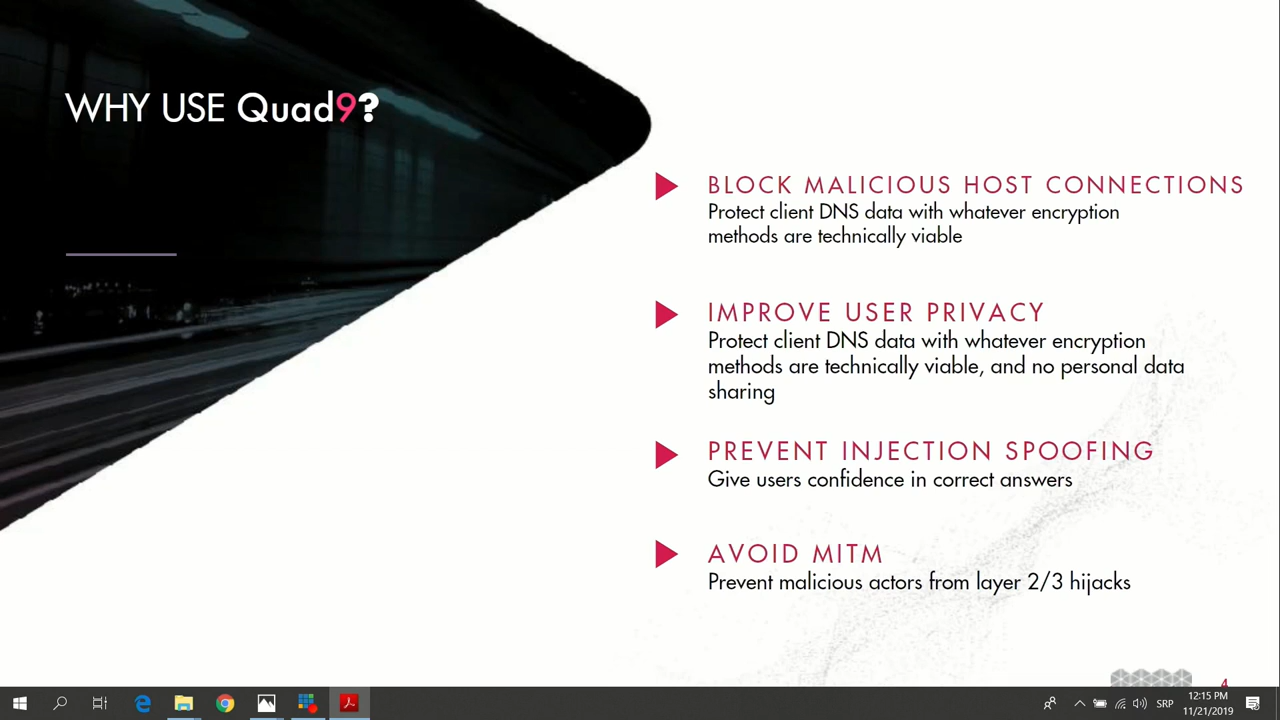 WHY USE Quad9?
BLOCK MALICIOUS HOST CONNECTIONS
Protect client DNS data with whatever encryption
methods are technically viable
IMPROVE USER PRIVACY
Protect client DNS data with whatever encryption
methods are technically viable, and no personal data
sharing
PREVENT INJECTION SPOOFING
Give users confidence in correct answers
AVOID MITM
Prevent malicious actors from layer 2/3 hijacks
4
SRP
12:15 PM
11/21/2019